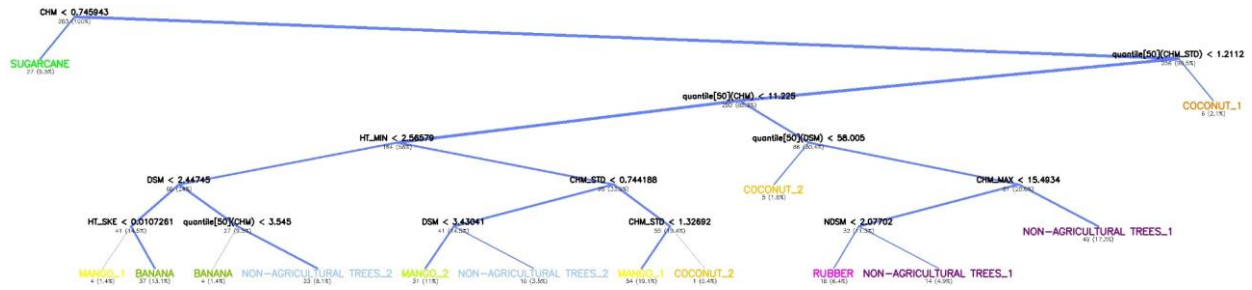 CHM < 0.745943
283 (100%)
SUGARCANE
27 (9.5%)
quantile[50](CHM_STD) < 1.2112
quantile[50](CHM) < 11.225
COCONUT_1
6 (2.1%)
HT_MIN < 2.56579
quantile[50](DSM) < 58.005
DSM < 2.44745
CHM_STD < 0.744188
COCONUT_2
5 (1.8%)
CHM_MAX < 15.4934
HT_SKE < 0.0107261
41 (14.5%)
quantile[50](CHM) < 3.545
27 (9.5%)
DSM < 3.43041
41 (14.5%)
CHM_STD < 1.32692
55 (19.4%)
NDSM < 2.07702
32 (11.3%)
NON-AGRICULTURAL TREES_1
49 (17.3%)
MANGO_1
4 (1.4%)
BANANA
37 (13.1%)
BANANA
4 (1.4%)
NON-AGRICULTURAL TREES_2
23 (8.1%)
MANGO_2
31 (11%)
NON-AGRICULTURAL TREES_2
10 (3.5%)
MANGO_1
54 (19.1%)
COCONUT_2
1 (0.4%)
RUBBER
18 (6.4%)
NON-AGRICULTURAL TREES_1
14 (4.9%)